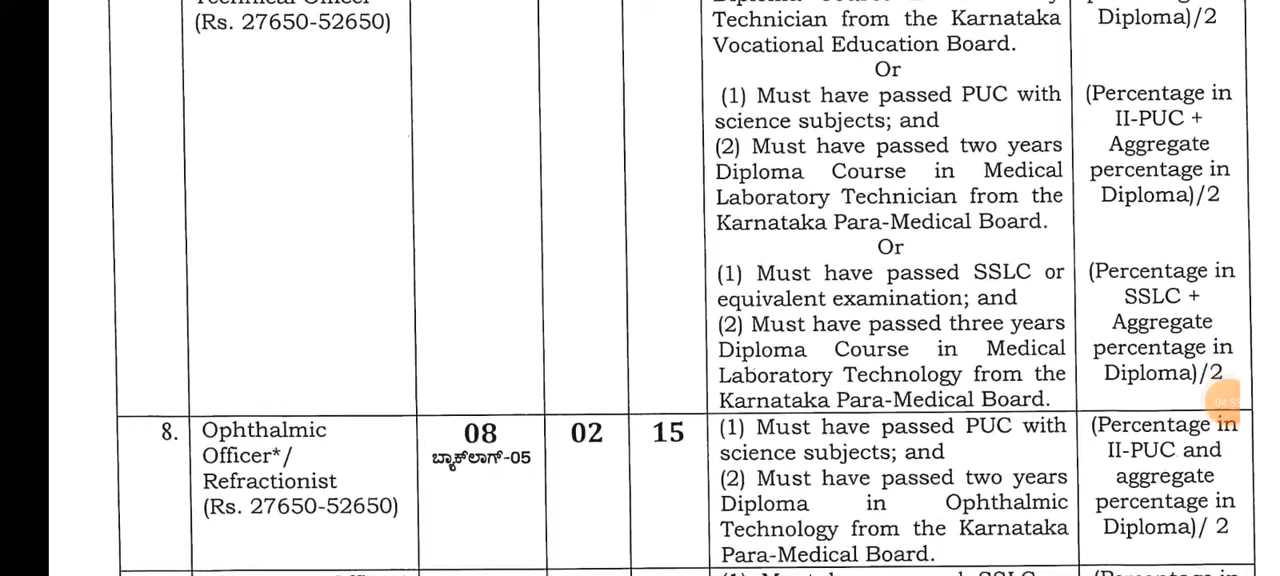 (Rs. 27650-52650)
Technician from the Karnataka
Vocational Education Board.
Or
(1) Must have passed PUC with
science subjects; and
(2) Must have passed two years
Diploma Course in Medical
Laboratory Technician from the
Karnataka Para-Medical Board.
Or
(1) Must have passed SSLC or
equivalent examination; and
(2) Must have passed three years
Diploma Course in Medical
Laboratory Technology from the
Karnataka Para-Medical Board.
Diploma)/2
(Percentage in
II-PUC +
Aggregate
percentage in
Diploma)/2
(Percentage in
SSLC +
Aggregate
percentage in
Diploma)/2
8.
Ophthalmic
Officer*/
Refractionist
(Rs. 27650-52650)
08
ಬ್ಯಾಕ್‌ಲಾಗ್-05
02
15
(1) Must have passed PUC with
science subjects; and
(2) Must have passed two years
Diploma in Ophthalmic
Technology from the Karnataka
Para-Medical Board.
(Percentage in
II-PUC and
aggregate
percentage in
Diploma)/ 2